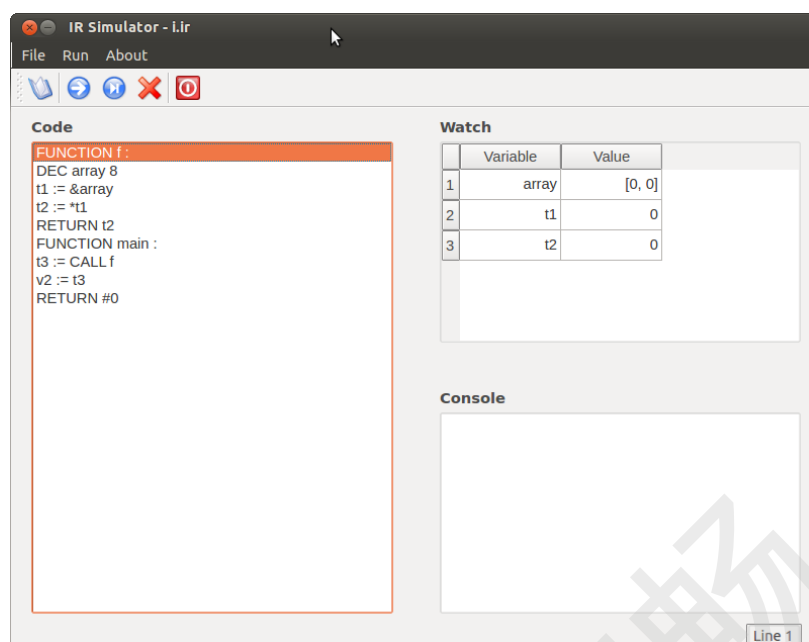 IR Simulator - i.ir
File Run About
Code
FUNCTION f :
DEC array 8
t1 := &array
t2 := *t1
RETURN t2
FUNCTION main :
t3 := CALL f
v2 := t3
RETURN #0
Watch
Variable Value
1 array [0, 0]
2 t1 0
3 t2 0
Console
Line 1